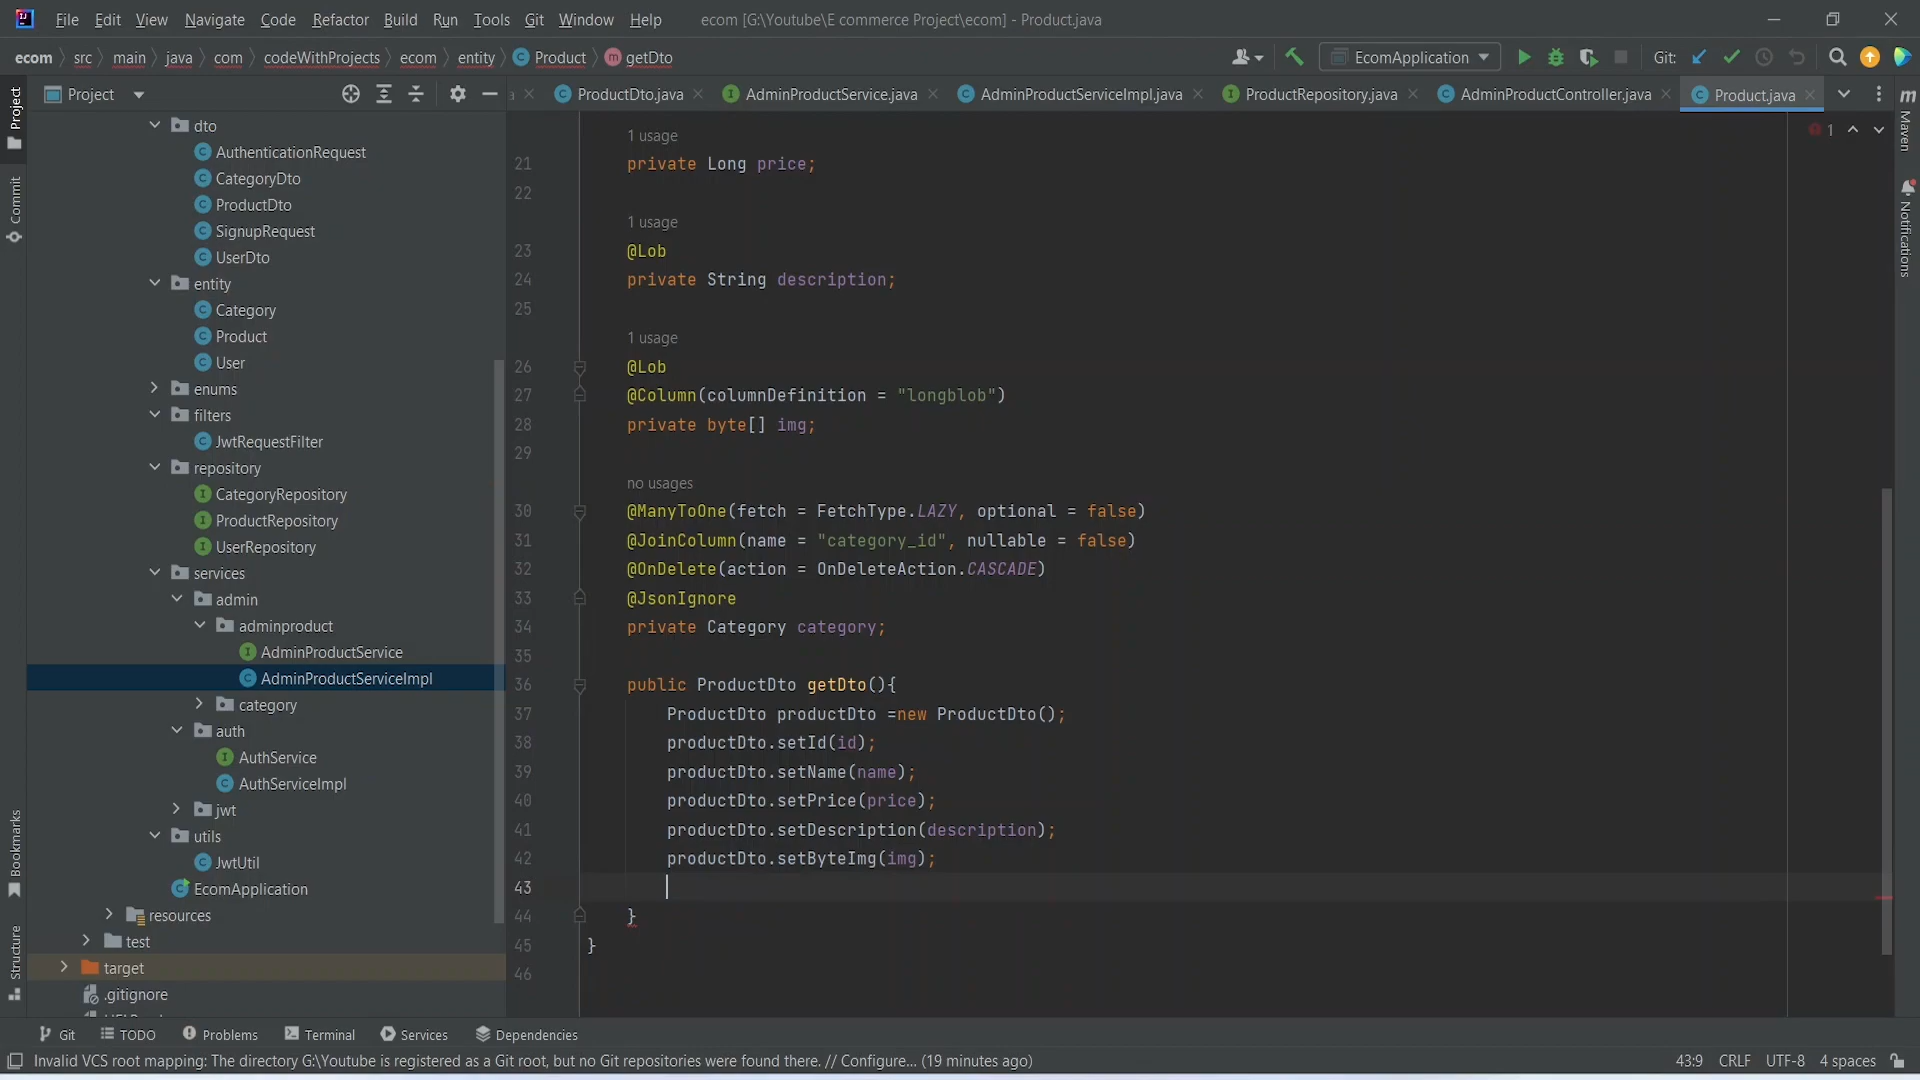 File Edit View Navigate Code Refactor Build Run Tools Git Window Help ecom [G:\Youtube\E commerce Project\ecom] - Product.java
ecom src main java com codeWithProjects ecom entity Product getDto EcomApplication Git:
Project ProductDto.java AdminProductService.java AdminProductServiceImpl.java ProductRepository.java AdminProductController.java Product.java
Project
Commit
Bookmarks
Structure
dto
AuthenticationRequest
CategoryDto
ProductDto
SignupRequest
UserDto
entity
Category
Product
User
enums
filters
JwtRequestFilter
repository
CategoryRepository
ProductRepository
UserRepository
services
admin
adminproduct
AdminProductService
AdminProductServiceImpl
category
auth
AuthService
AuthServiceImpl
jwt
utils
JwtUtil
EcomApplication
resources
test
target
.gitignore
1 usage
21 private Long price;
22
1 usage
23 @Lob
24 private String description;
25
1 usage
26 @Lob
27 @Column(columnDefinition = "longblob")
28 private byte[] img;
29
no usages
30 @ManyToOne(fetch = FetchType.LAZY, optional = false)
31 @JoinColumn(name = "category_id", nullable = false)
32 @OnDelete(action = OnDeleteAction.CASCADE)
33 @JsonIgnore
34 private Category category;
35
36 public ProductDto getDto(){
37 ProductDto productDto =new ProductDto();
38 productDto.setId(id);
39 productDto.setName(name);
40 productDto.setPrice(price);
41 productDto.setDescription(description);
42 productDto.setByteImg(img);
43
44 }
45 }
46
1
m
Maven
Notifications
Git TODO Problems Terminal Services Dependencies
Invalid VCS root mapping: The directory G:\Youtube is registered as a Git root, but no Git repositories were found there. // Configure... (19 minutes ago) 43:9 CRLF UTF-8 4 spaces